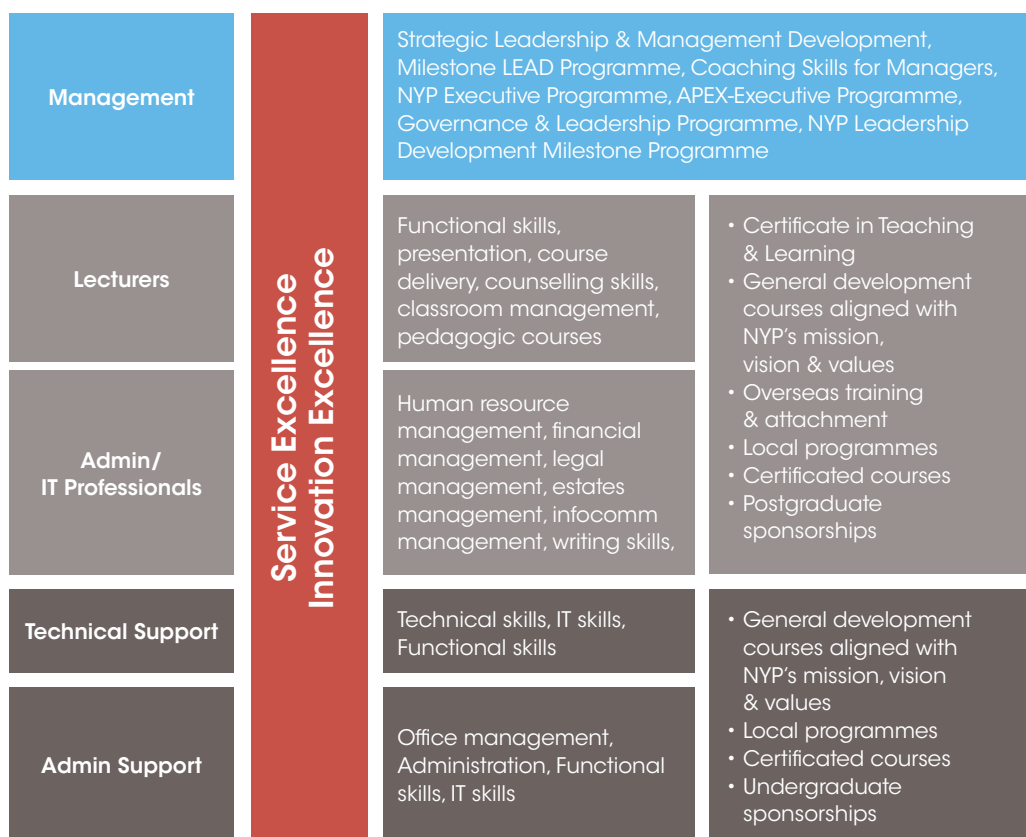 Management
Service Excellence
Innovation Excellence
Strategic Leadership & Management Development,
Milestone LEAD Programme, Coaching Skills for Managers,
NYP Executive Programme, APEX-Executive Programme,
Governance & Leadership Programme, NYP Leadership
Development Milestone Programme
Lecturers
Functional skills,
presentation, course
delivery, counselling skills,
classroom management,
pedagogic courses
• Certificate in Teaching
& Learning
• General development
courses aligned with
NYP's mission,
vision & values
• Overseas training
& attachment
• Local programmes
• Certificated courses
• Postgraduate
sponsorships
Admin/
IT Professionals
Human resource
management, financial
management, legal
management, estates
management, infocomm
management, writing skills,
Technical Support
Technical skills, IT skills,
Functional skills
• General development
courses aligned with
NYP's mission, vision
& values
• Local programmes
• Certificated courses
• Undergraduate
sponsorships
Admin Support
Office management,
Administration, Functional
skills, IT skills